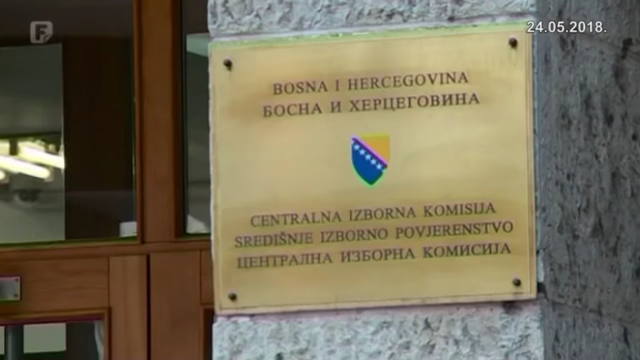 24.05.2018.
F
BOSNA I HERCEGOVINA
БОСНА И ХЕРЦЕГОВИНА
CENTRALNA IZBORNA KOMISIJA
SREDIŠNJE IZBORNO POVJERENSTVO
ЦЕНТРАЛНА ИЗБОРНА КОМИСИЈА